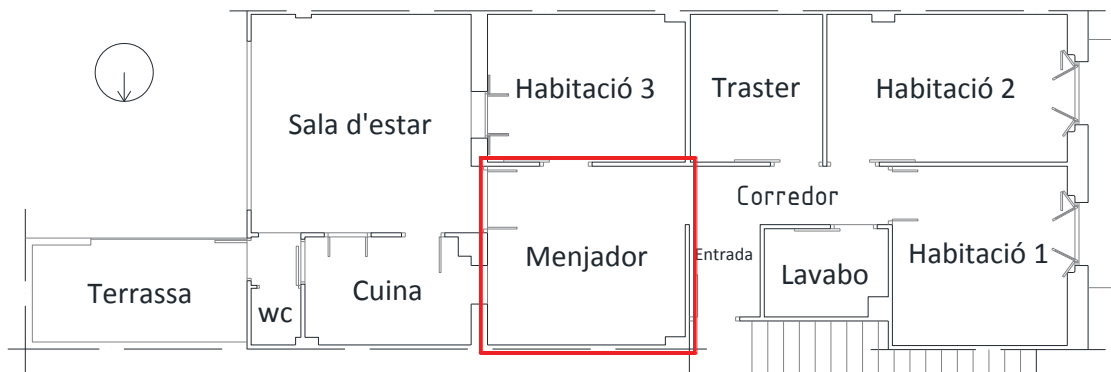 Habitació 3
Traster
Habitació 2
Sala d'estar
Corredor
Menjador
Entrada
Habitació 1
Lavabo
Terrassa
Cuina
wc